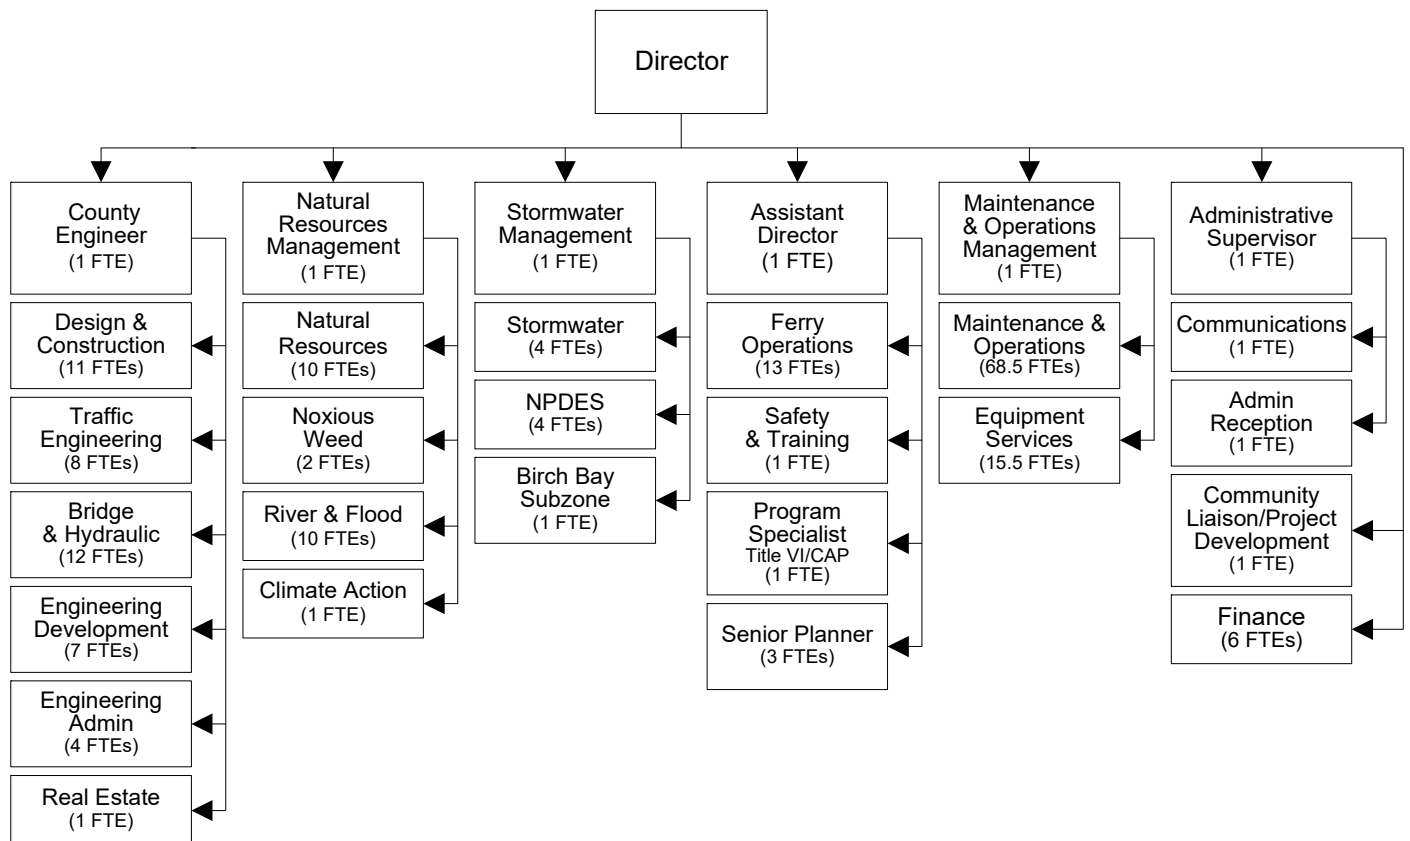 Director
County
Engineer
(1 FTE)
Design &
Construction
(11 FTEs)
Traffic
Engineering
(8 FTEs)
Bridge
& Hydraulic
(12 FTEs)
Engineering
Development
(7 FTEs)
Engineering
Admin
(4 FTEs)
Real Estate
(1 FTE)
Natural
Resources
Management
(1 FTE)
Natural
Resources
(10 FTEs)
Noxious
Weed
(2 FTEs)
River & Flood
(10 FTEs)
Climate Action
(1 FTE)
Stormwater
Management
(1 FTE)
Stormwater
(4 FTEs)
NPDES
(4 FTEs)
Birch Bay
Subzone
(1 FTE)
Assistant
Director
(1 FTE)
Ferry
Operations
(13 FTEs)
Safety
& Training
(1 FTE)
Program
Specialist
Title VI/CAP
(1 FTE)
Senior Planner
(3 FTEs)
Maintenance
& Operations
Management
(1 FTE)
Maintenance &
Operations
(68.5 FTEs)
Equipment
Services
(15.5 FTEs)
Administrative
Supervisor
(1 FTE)
Communications
(1 FTE)
Admin
Reception
(1 FTE)
Community
Liaison/Project
Development
(1 FTE)
Finance
(6 FTEs)